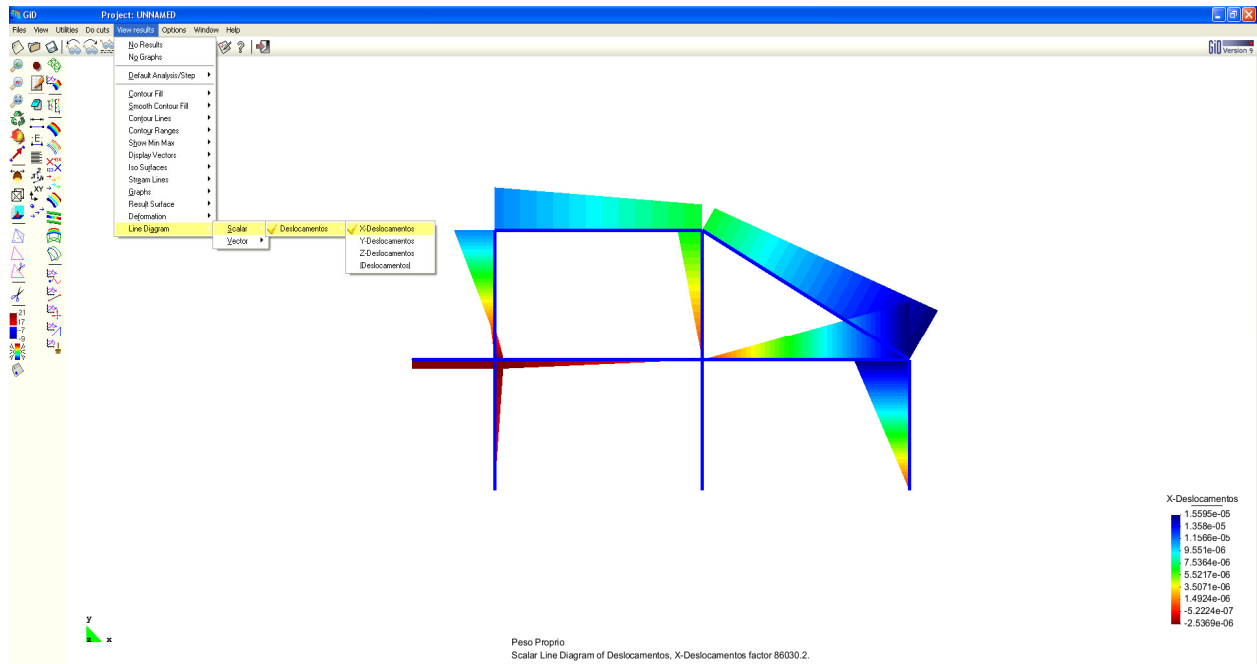 GiD Project: UNNAMED
Files View Utilities Do cuts View results Options Window Help
GiD Version 9
No Results
No Graphs
Default Analysis/Step
Contour Fill
Smooth Contour Fill
Contour Lines
Contour Ranges
Show Min Max
Display Vectors
Iso Surfaces
Stream Lines
Graphs
Result Surface
Deformation
Line Diagram
Scalar
Vector
Deslocamentos
X-Deslocamentos
Y-Deslocamentos
Z-Deslocamentos
|Deslocamentos|
X-Deslocamentos
1.5595e-05
1.358e-05
1.1566e-05
9.551e-06
7.5364e-06
5.5217e-06
3.5071e-06
1.4924e-06
-5.2224e-07
-2.5369e-06
y
z x
Peso Proprio
Scalar Line Diagram of Deslocamentos, X-Deslocamentos factor 86030.2.